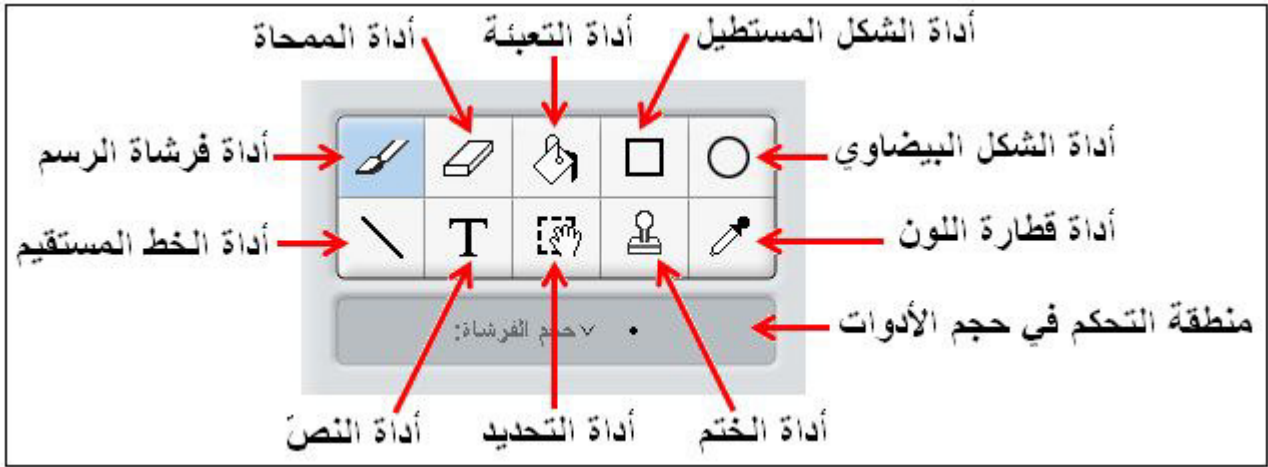 أداة الشكل المستطيل
أداة التعبئة
أداة الممحاة
أداة الشكل البيضاوي
أداة فرشاة الرسم
أداة قطارة اللون
T
أداة الخط المستقيم
منطقة التحكم في حجم الأدوات
حجم الفرشاة:
أداة الختم
أداة التحديد
أداة النصّ